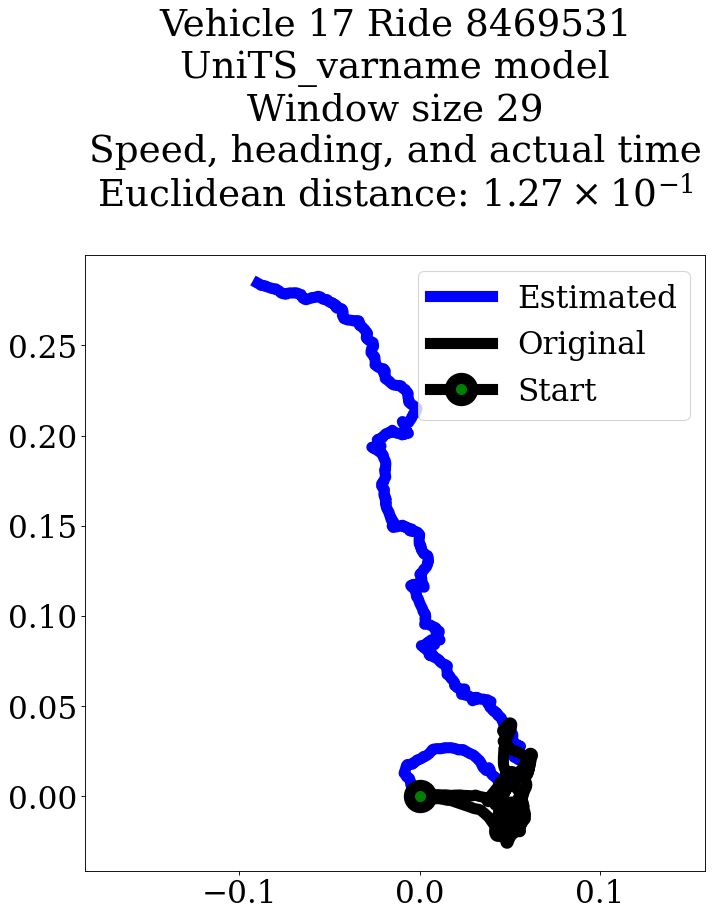 Vehicle 17 Ride 8469531
UniTS_varname model
Window size 29
Speed, heading, and actual time
Euclidean distance: 1.27 × 10⁻¹
Estimated
Original
Start
0.25
0.20
0.15
0.10
0.05
0.00
−0.1 0.0 0.1